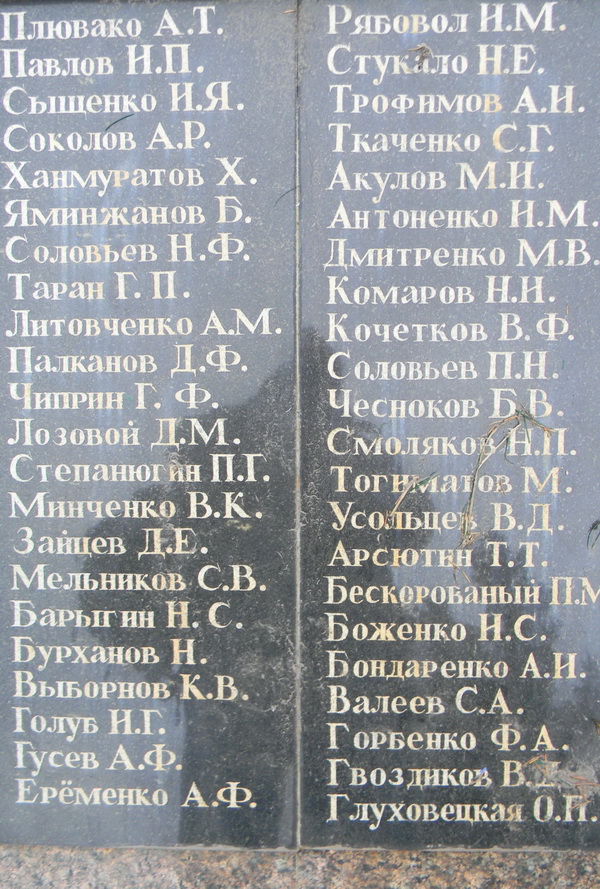 Плювако А.Т.
Павлов И.П.
Сыщенко И.Я.
Соколов А.Р.
Ханмуратов Х.
Яминжанов Б.
Соловьев Н.Ф.
Таран Г.П.
Литовченко А.М.
Палканов Д.Ф.
Чиприн Г. Ф.
Лозовой Д.М.
Степанюгин П.Г.
Минченко В.К.
Зайцев Д.Е.
Мельников С.В.
Барыгин Н. С.
Бурханов Н.
Выборнов К.В.
Голуб И.Г.
Гусев А.Ф.
Ерёменко А.Ф.
Рябовол И.М.
Стукало Н.Е.
Трофимов А.И.
Ткаченко С.Г.
Акулов М.И.
Антоненко И.М.
Дмитренко М.В.
Комаров Н.И.
Кочетков В.Ф.
Соловьев П.Н.
Чесноков Б.В.
Смоляков Н.П.
Тогиматов М.
Усольцев В.Д.
Арсютин Т.Т.
Бескорованый П.М
Боженко И.С.
Бондаренко А.И.
Валеев С.А.
Горбенко Ф.А.
Гвоздиков В.Д.
Глуховецкая О.П.